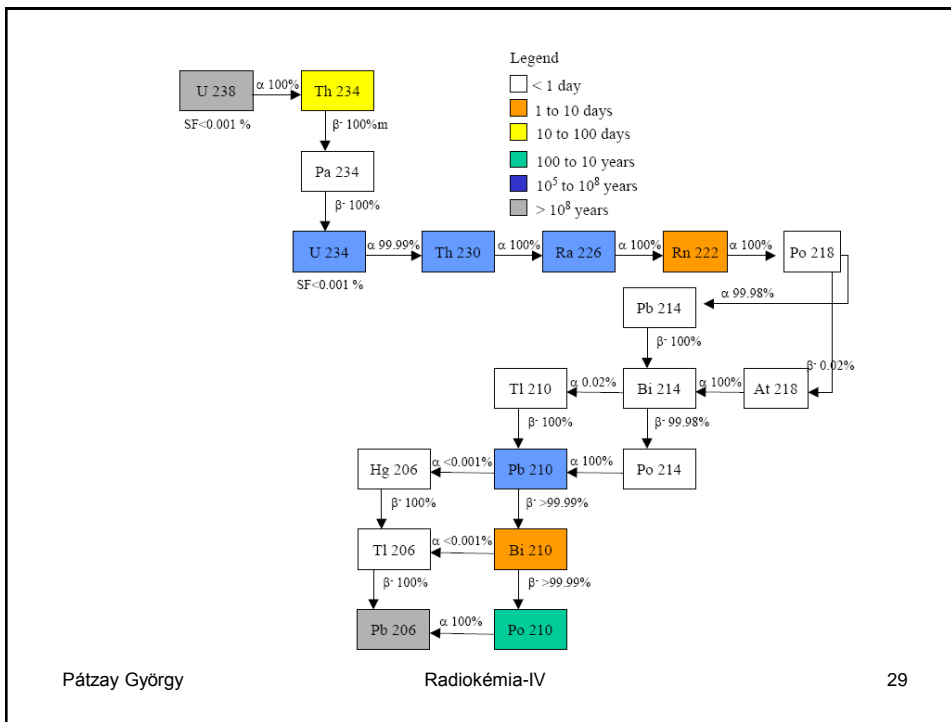 Legend
< 1 day
1 to 10 days
10 to 100 days
100 to 10 years
10⁵ to 10⁸ years
> 10⁸ years
U 238
α 100%
Th 234
SF<0.001 %
β- 100%m
Pa 234
β- 100%
U 234
α 99.99%
Th 230
α 100%
Ra 226
α 100%
Rn 222
α 100%
Po 218
SF<0.001 %
α 99.98%
Pb 214
β- 100%
β- 0.02%
Tl 210
α 0.02%
Bi 214
α 100%
At 218
β- 100%
β- 99.98%
Hg 206
α <0.001%
Pb 210
α 100%
Po 214
β- 100%
β- >99.99%
Tl 206
α <0.001%
Bi 210
β- 100%
β- >99.99%
Pb 206
α 100%
Po 210
Pátzay György
Radiokémia-IV
29